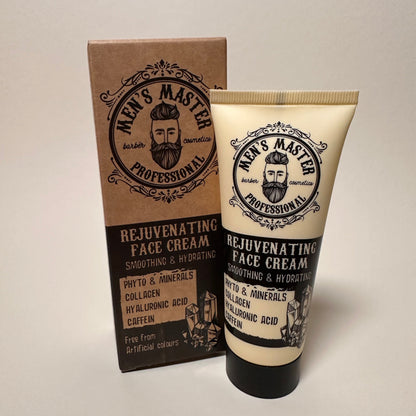 MEN'S MASTER
barber cosmetics
PROFESSIONAL
REJUVENATING
FACE CREAM
SMOOTHING & HYDRATING
PHYTO & MINERALS
COLLAGEN
HYALURONIC ACID
CAFFEIN
Free from
Artificial colours
MEN'S MASTER
barber cosmetics
PROFESSIONAL
REJUVENATING
FACE CREAM
SMOOTHING & HYDRATING
PHYTO & MINERALS
COLLAGEN
HYALURONIC ACID
CAFFEIN